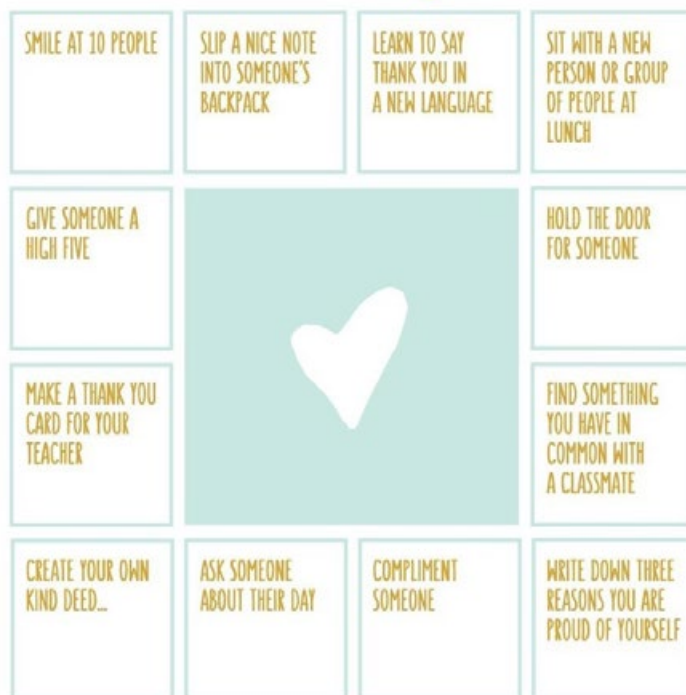 SMILE AT 10 PEOPLE
SLIP A NICE NOTE
INTO SOMEONE'S
BACKPACK
LEARN TO SAY
THANK YOU IN
A NEW LANGUAGE
SIT WITH A NEW
PERSON OR GROUP
OF PEOPLE AT
LUNCH
GIVE SOMEONE A
HIGH FIVE
HOLD THE DOOR
FOR SOMEONE
MAKE A THANK YOU
CARD FOR YOUR
TEACHER
FIND SOMETHING
YOU HAVE IN
COMMON WITH
A CLASSMATE
CREATE YOUR OWN
KIND DEED...
ASK SOMEONE
ABOUT THEIR DAY
COMPLIMENT
SOMEONE
WRITE DOWN THREE
REASONS YOU ARE
PROUD OF YOURSELF